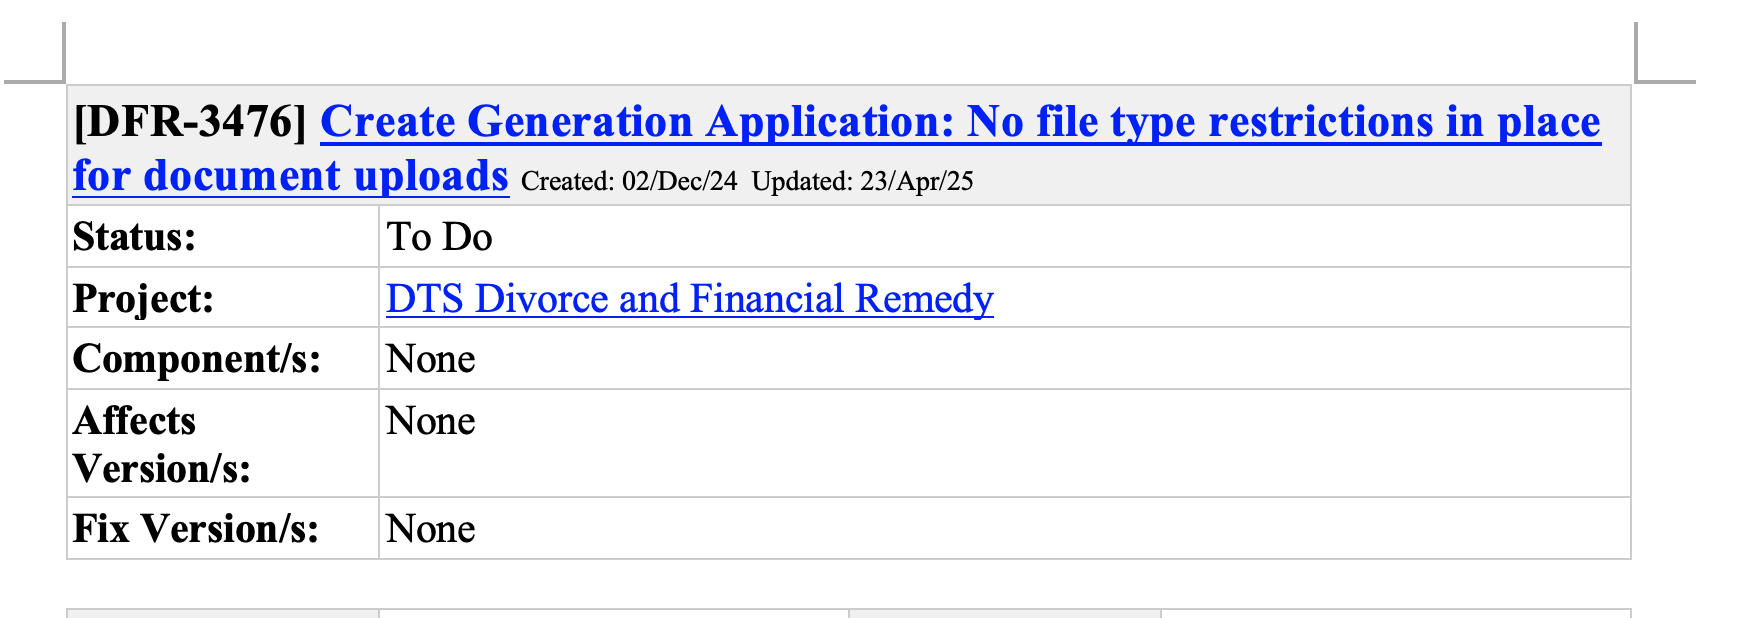 [DFR-3476] Create Generation Application: No file type restrictions in place
for document uploads Created: 02/Dec/24 Updated: 23/Apr/25
Status: To Do
Project: DTS Divorce and Financial Remedy
Component/s: None
Affects None
Version/s:
Fix Version/s: None